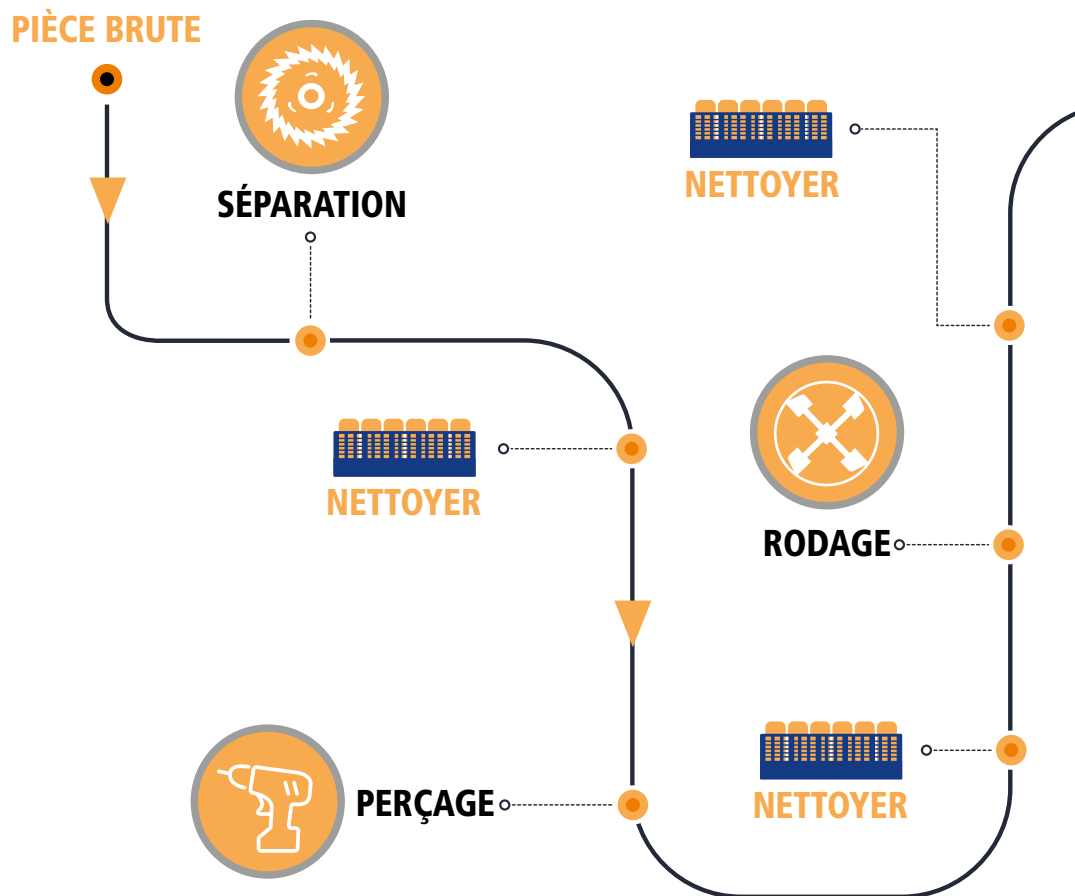 PIÈCE BRUTE
SÉPARATION
NETTOYER
PERÇAGE
NETTOYER
RODAGE
NETTOYER